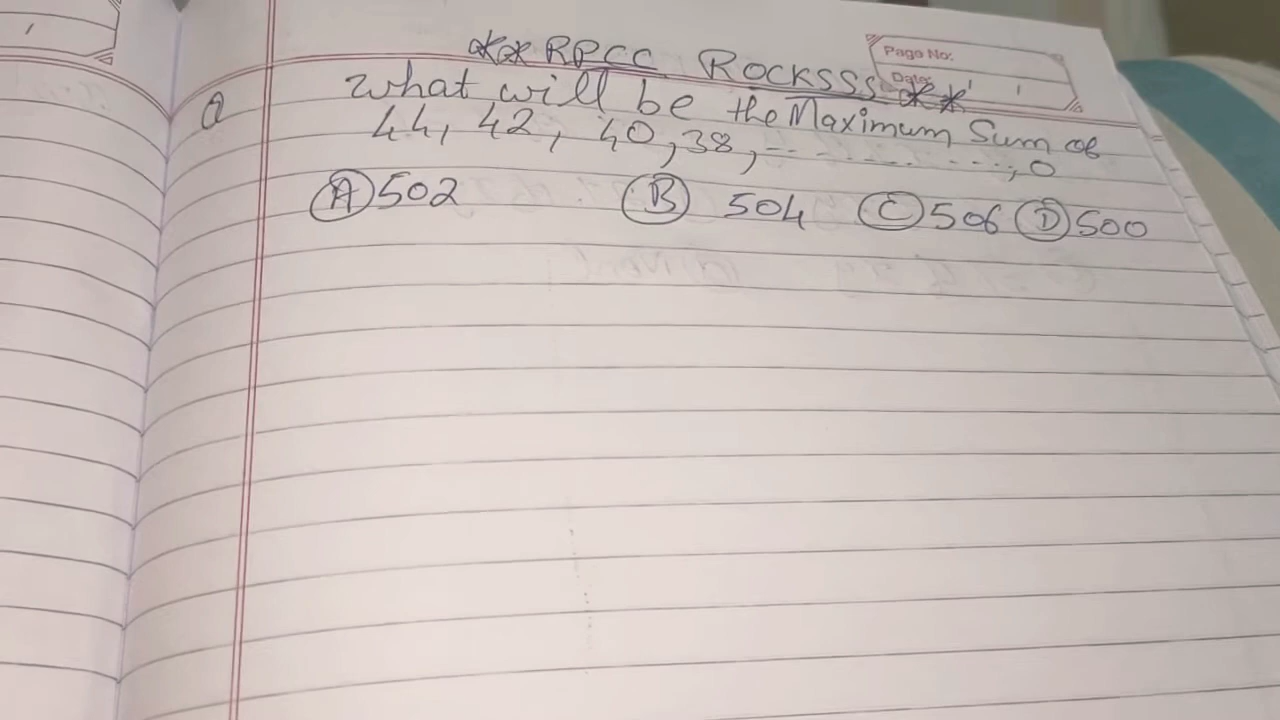 ** RPCC ROCKSSS **
Page No:
Date:
Q What will be the Maximum Sum of
44, 42, 40, 38, ..............., 0
(A) 502 (B) 504 (C) 506 (D) 500